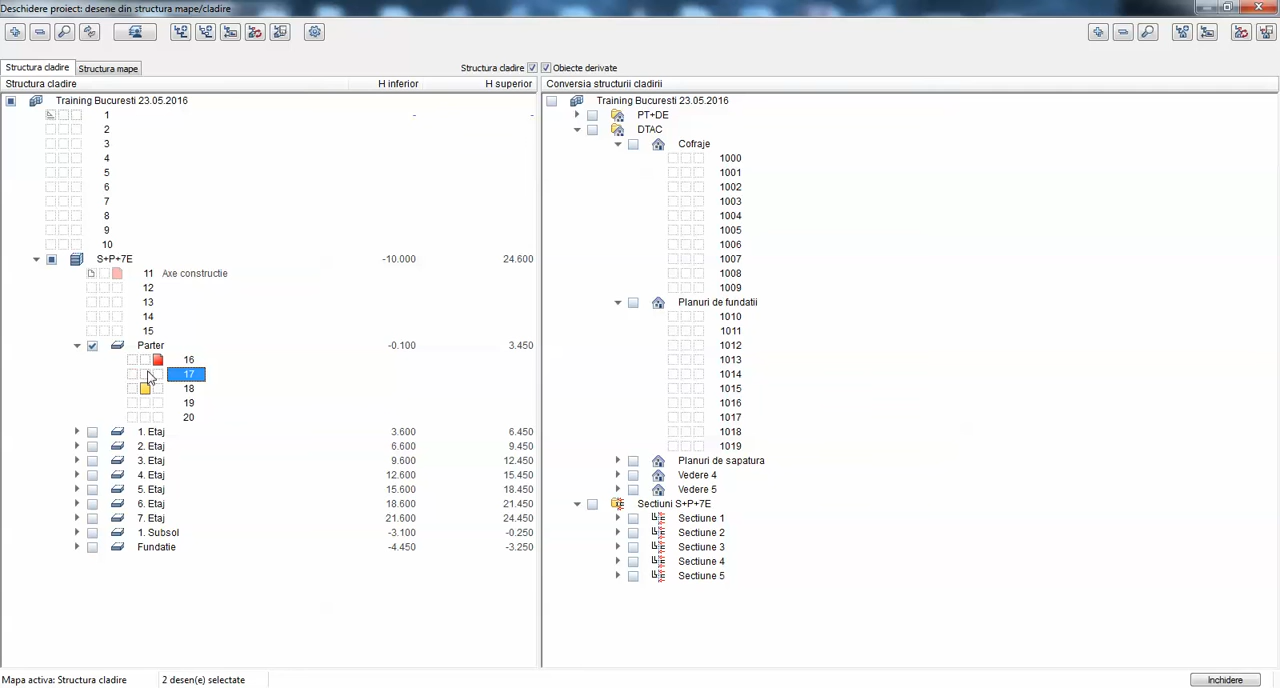 Deschidere proiect: desene din structura mape/cladire
Structura cladire Structura mape Structura cladire Obiecte derivate
Structura cladire H inferior H superior
Training Bucuresti 23.05.2016
1 - -
2
3
4
5
6
7
8
9
10
S+P+7E -10.000 24.600
11 Axe constructie
12
13
14
15
Parter -0.100 3.450
16
17
18
19
20
1. Etaj 3.600 6.450
2. Etaj 6.600 9.450
3. Etaj 9.600 12.450
4. Etaj 12.600 15.450
5. Etaj 15.600 18.450
6. Etaj 18.600 21.450
7. Etaj 21.600 24.450
1. Subsol -3.100 -0.250
Fundatie -4.450 -3.250
Conversia structurii cladirii
Training Bucuresti 23.05.2016
PT+DE
DTAC
Cofraje
1000
1001
1002
1003
1004
1005
1006
1007
1008
1009
Planuri de fundatii
1010
1011
1012
1013
1014
1015
1016
1017
1018
1019
Planuri de sapatura
Vedere 4
Vedere 5
Sectiuni S+P+7E
Sectiune 1
Sectiune 2
Sectiune 3
Sectiune 4
Sectiune 5
Mapa activa: Structura cladire 2 desen(e) selectate Inchidere